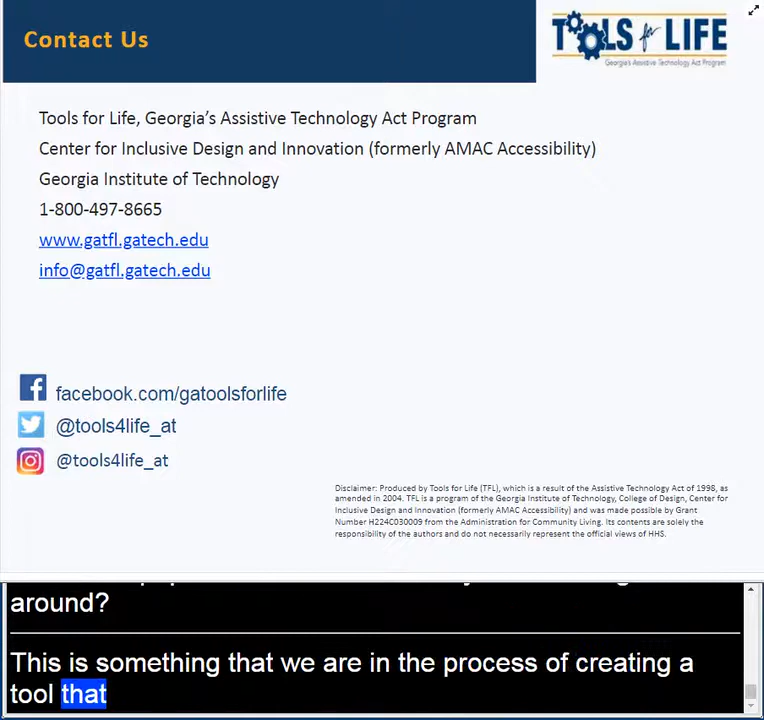 Contact Us
TOOLS for LIFE
Georgia's Assistive Technology Act Program
Tools for Life, Georgia's Assistive Technology Act Program
Center for Inclusive Design and Innovation (formerly AMAC Accessibility)
Georgia Institute of Technology
1-800-497-8665
www.gatfl.gatech.edu
info@gatfl.gatech.edu
facebook.com/gatoolsforlife
@tools4life_at
@tools4life_at
Disclaimer: Produced by Tools for Life (TFL), which is a result of the Assistive Technology Act of 1998, as
amended in 2004. TFL is a program of the Georgia Institute of Technology, College of Design, Center for
Inclusive Design and Innovation (formerly AMAC Accessibility) and was made possible by Grant
Number H224C030009 from the Administration for Community Living. Its contents are solely the
responsibility of the authors and do not necessarily represent the official views of HHS.
around?
This is something that we are in the process of creating a
tool that